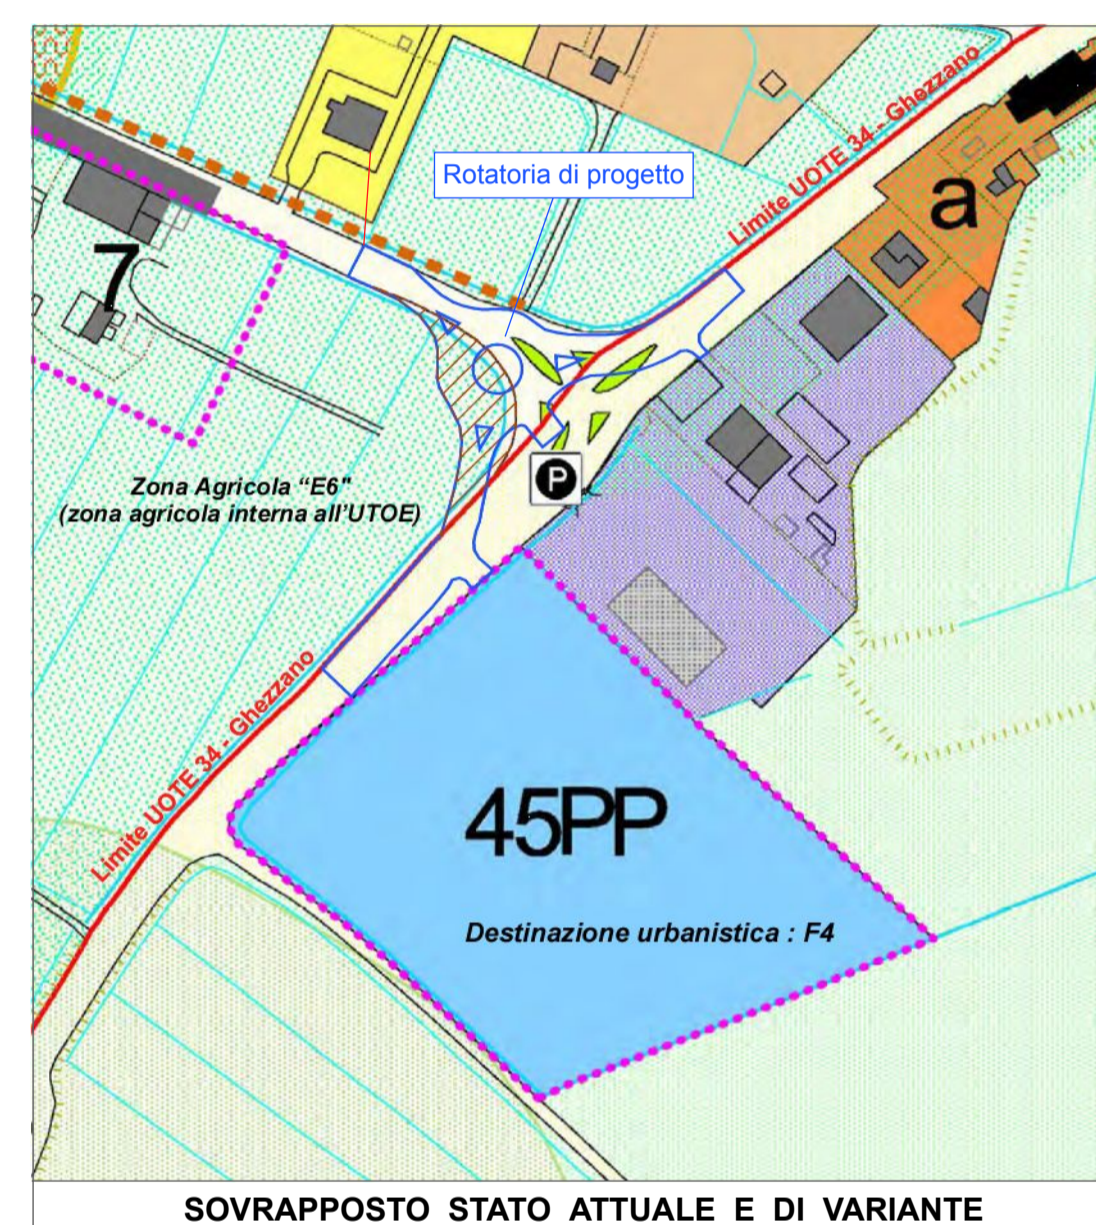 Limite UOTE 34 - Ghezzano
Rotatoria di progetto
a
7
Zona Agricola “E6"
(zona agricola interna all'UTOE)
P
Limite UOTE 34 - Ghezzano
45PP
Destinazione urbanistica : F4
SOVRAPPOSTO STATO ATTUALE E DI VARIANTE